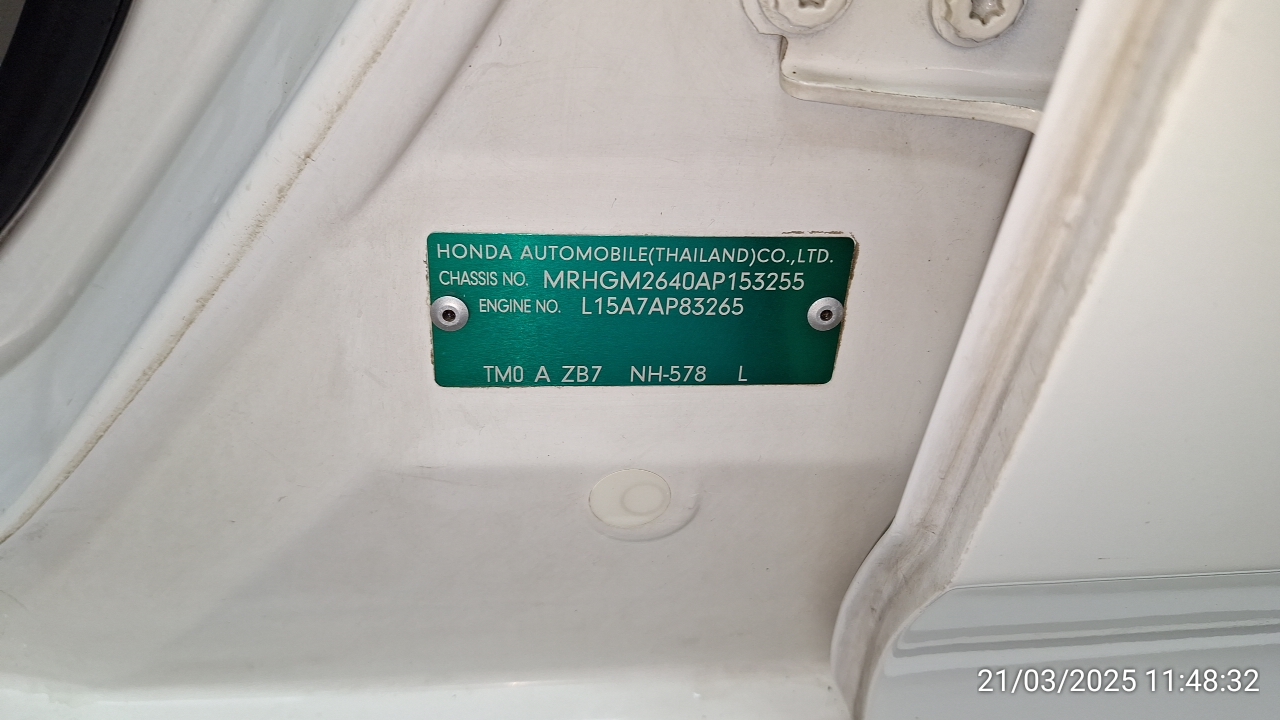 HONDA AUTOMOBILE(THAILAND)CO.,LTD.
CHASSIS NO. MRHGM2640AP153255
ENGINE NO. L15A7AP83265
TM0 A ZB7 NH-578 L
21/03/2025 11:48:32